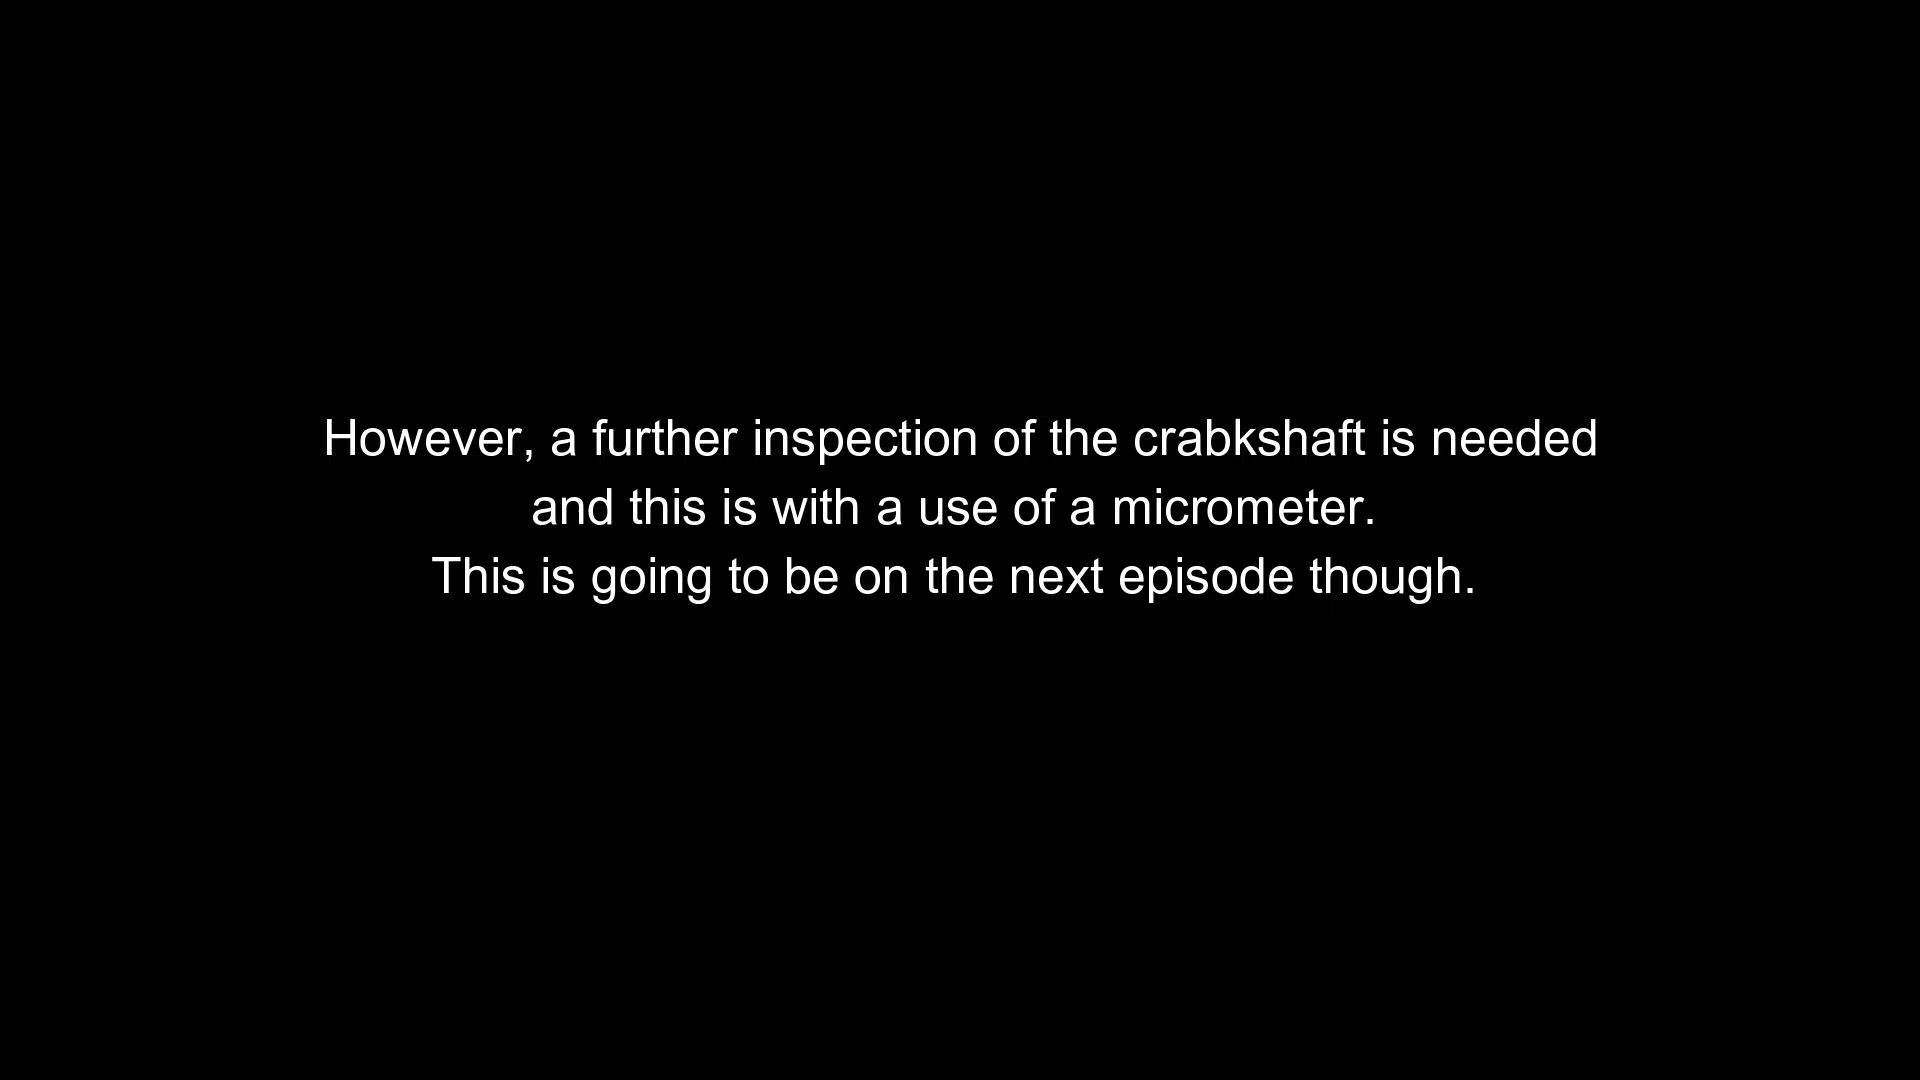 However, a further inspection of the crabkshaft is needed
and this is with a use of a micrometer.
This is going to be on the next episode though.